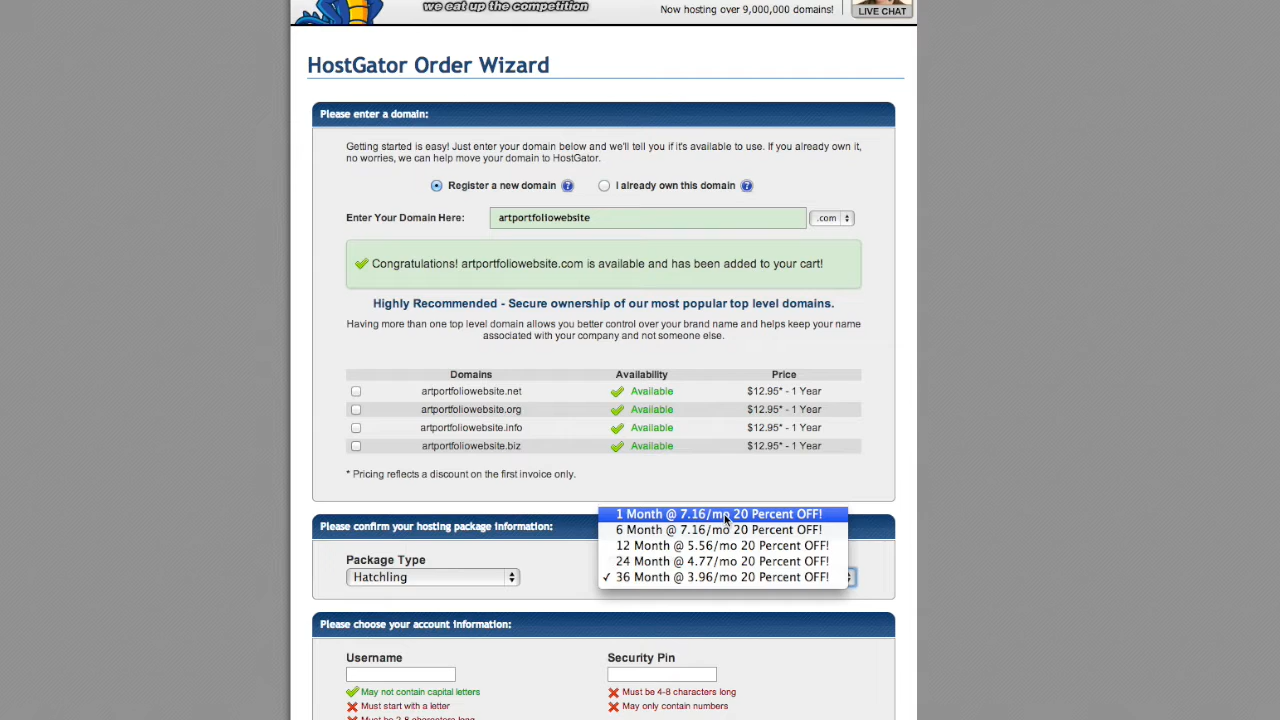 we eat up the competition
Now hosting over 9,000,000 domains!
LIVE CHAT
HostGator Order Wizard
Please enter a domain:
Getting started is easy! Just enter your domain below and we'll tell you if it's available to use. If you already own it,
no worries, we can help move your domain to HostGator.
Register a new domain ? I already own this domain ?
Enter Your Domain Here: artportfoliowebsite .com
Congratulations! artportfoliowebsite.com is available and has been added to your cart!
Highly Recommended - Secure ownership of our most popular top level domains.
Having more than one top level domain allows you better control over your brand name and helps keep your name
associated with your company and not someone else.
Domains Availability Price
artportfoliowebsite.net Available $12.95* - 1 Year
artportfoliowebsite.org Available $12.95* - 1 Year
artportfoliowebsite.info Available $12.95* - 1 Year
artportfoliowebsite.biz Available $12.95* - 1 Year
* Pricing reflects a discount on the first invoice only.
Please confirm your hosting package information:
1 Month @ 7.16/mo 20 Percent OFF!
6 Month @ 7.16/mo 20 Percent OFF!
12 Month @ 5.56/mo 20 Percent OFF!
24 Month @ 4.77/mo 20 Percent OFF!
✓ 36 Month @ 3.96/mo 20 Percent OFF!
Package Type
Hatchling
Please choose your account information:
Username Security Pin
May not contain capital letters Must be 4-8 characters long
Must start with a letter May only contain numbers
Must be 2-8 characters long